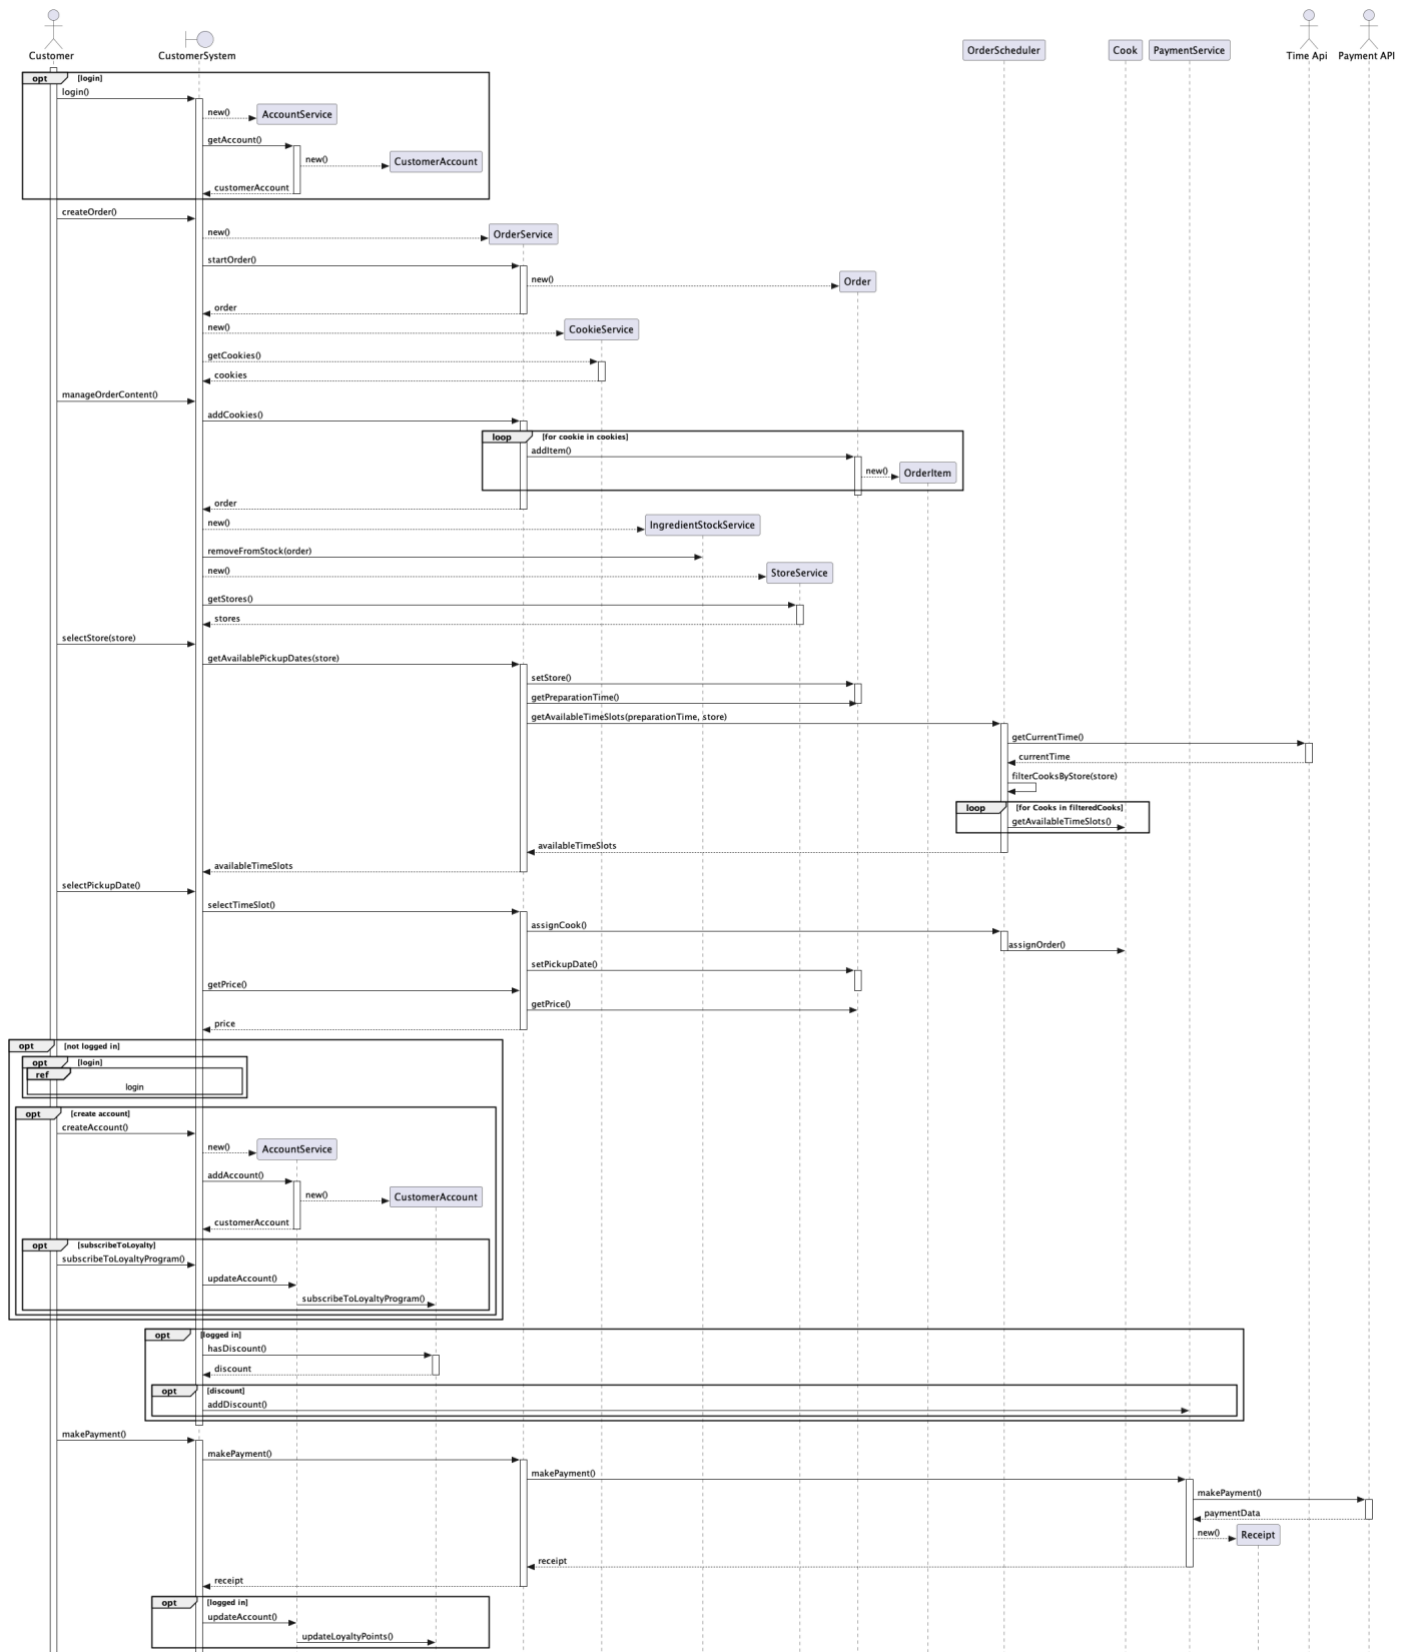 Customer
CustomerSystem
OrderScheduler
Cook
PaymentService
Time Api
Payment API
opt [login]
login()
new()
AccountService
getAccount()
new()
CustomerAccount
customerAccount
createOrder()
new()
OrderService
startOrder()
new()
Order
order
new()
CookieService
getCookies()
cookies
manageOrderContent()
addCookies()
loop [for cookie in cookies]
addItem()
new()
OrderItem
order
new()
IngredientStockService
removeFromStock(order)
new()
StoreService
getStores()
stores
selectStore(store)
getAvailablePickupDates(store)
setStore()
getPreparationTime()
getAvailableTimeSlots(preparationTime, store)
getCurrentTime()
currentTime
filterCooksByStore(store)
loop [for Cooks in filteredCooks]
getAvailableTimeSlots()
availableTimeSlots
availableTimeSlots
selectPickupDate()
selectTimeSlot()
assignCook()
assignOrder()
setPickupDate()
getPrice()
getPrice()
price
opt [not logged in]
opt [login]
ref
login
opt [create account]
createAccount()
new()
AccountService
addAccount()
new()
CustomerAccount
customerAccount
opt [subscribeToLoyalty]
subscribeToLoyaltyProgram()
updateAccount()
subscribeToLoyaltyProgram()
opt [logged in]
hasDiscount()
discount
opt [discount]
addDiscount()
makePayment()
makePayment()
makePayment()
makePayment()
paymentData
new()
Receipt
receipt
receipt
opt [logged in]
updateAccount()
updateLoyaltyPoints()